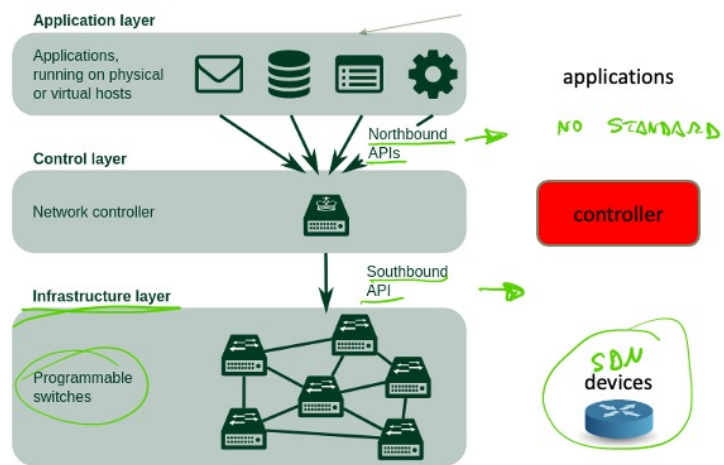 Application layer
Applications,
running on physical
or virtual hosts
applications
Northbound
APIs
NO STANDARD
Control layer
Network controller
controller
Southbound
API
Infrastructure layer
Programmable
switches
SDN
devices